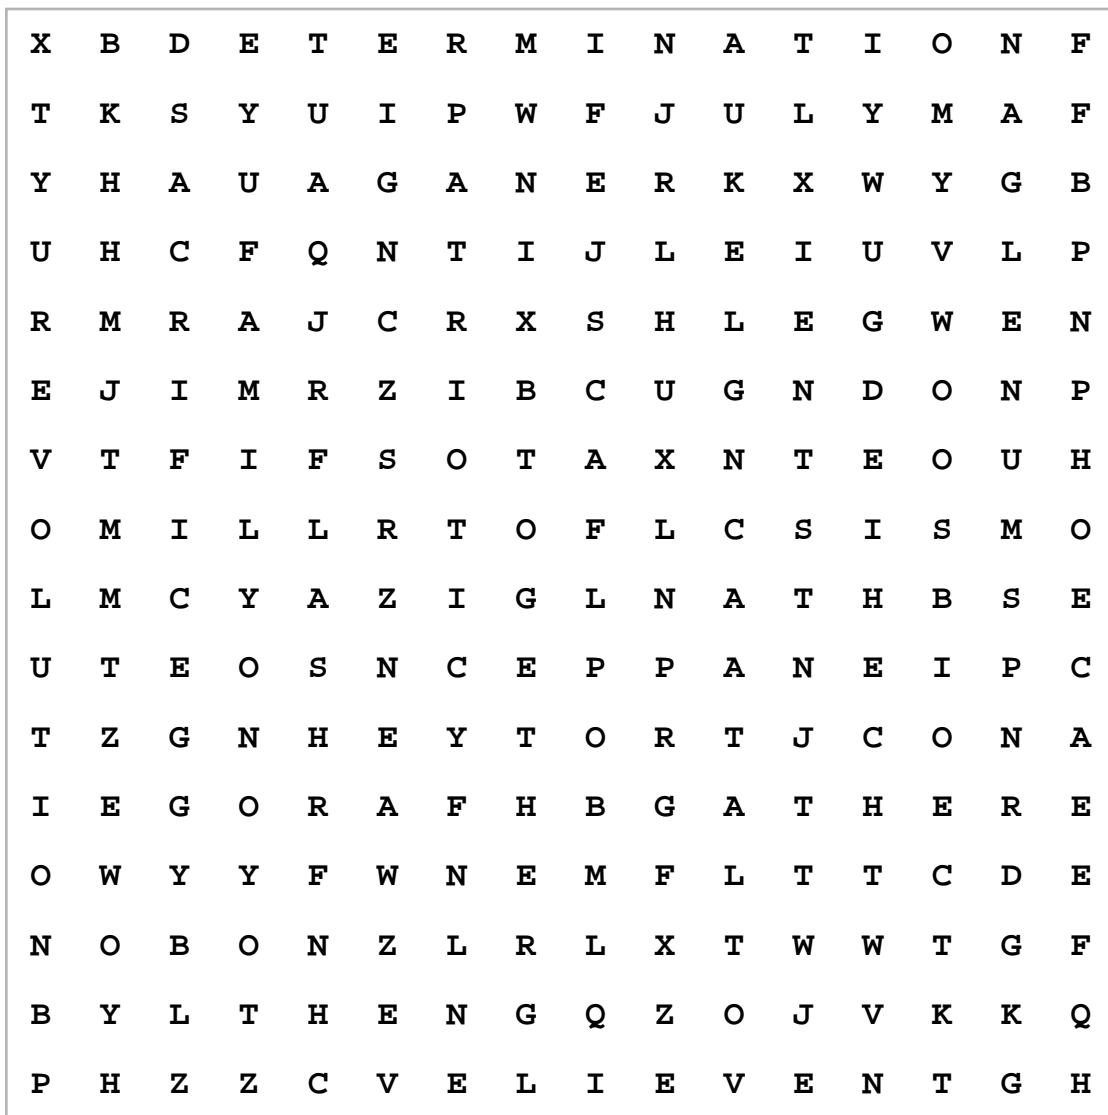 X B D E T E R M I N A T I O N F
T K S Y U I P W F J U L Y M A F
Y H A U A G A N E R K X W Y G B
U H C F Q N T I J L E I U V L P
R M R A J C R X S H L E G W E N
E J I M R Z I B C U G N D O N P
V T F I F S O T A X N T E O U H
O M I L L R T O F L C S I S M O
L M C Y A Z I G L N A T H B S E
U T E O S N C E P P A N E I P C
T Z G N H E Y T O R T J C O N A
I E G O R A F H B G A T H E R E
O W Y Y F W N E M F L T T C D E
N O B O N Z L R L X T W W T G F
B Y L T H E N G Q Z O J V K K Q
P H Z Z C V E L I E V E N T G H